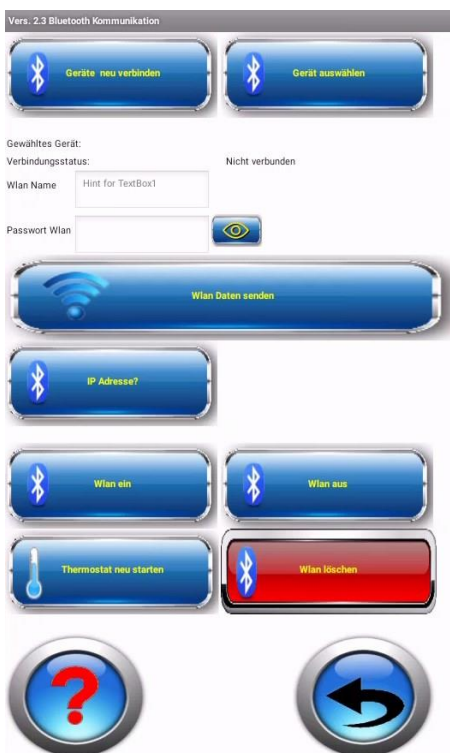 Vers. 2.3 Bluetooth Kommunikation
Geräte neu verbinden
Gerät auswählen
Gewähltes Gerät:
Verbindungsstatus: Nicht verbunden
Wlan Name Hint for TextBox1
Passwort Wlan
Wlan Daten senden
IP Adresse?
Wlan ein
Wlan aus
Thermostat neu starten
Wlan löschen
?